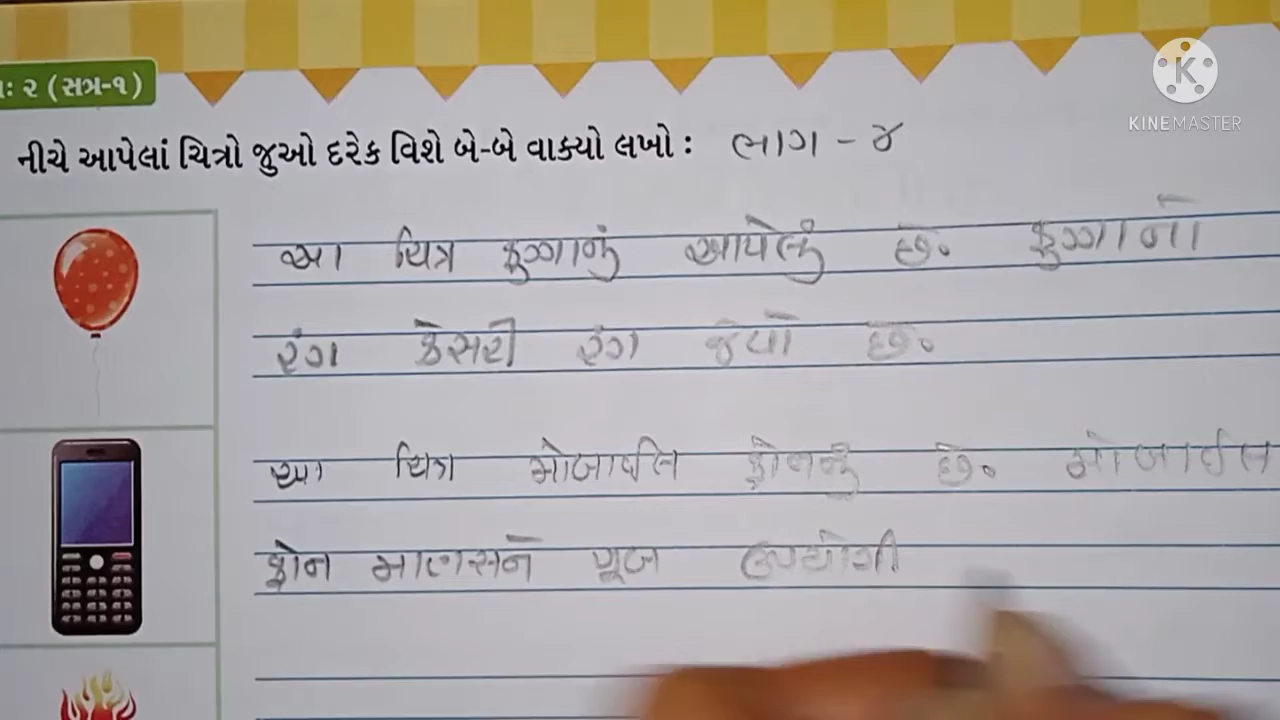 : ૨ (સત્ર-૧)
KINEMASTER
નીચે આપેલાં ચિત્રો જુઓ દરેક વિશે બે-બે વાક્યો લખો : ભાગ - ૪
આ ચિત્ર ફુગ્ગાનું આપેલું છે. ફુગ્ગાનો
રંગ કેસરી રંગ જેવો છે.
આ ચિત્ર મોબાઈલ ફોનનું છે. મોબાઈલ
ફોન માણસને ખૂબ ઉપયોગી